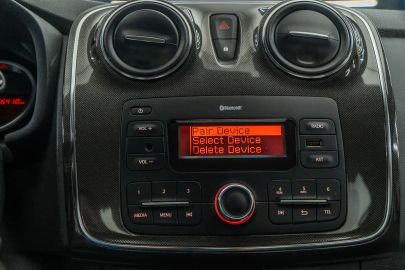 Bluetooth
VOL +
Pair Device
Select Device
Delete Device
RADIO
VOL –
AST
1 2 3
4 5 6
MEDIA MENU
TEL